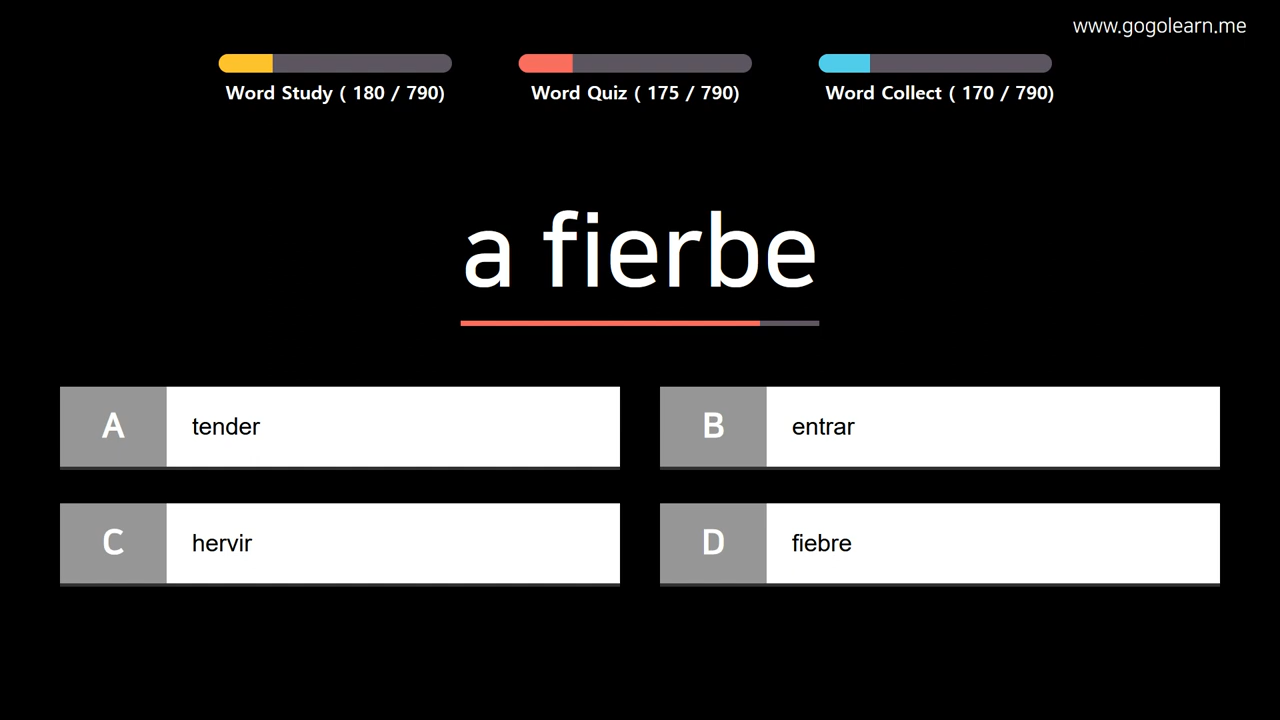 www.gogolearn.me
Word Study ( 180 / 790)
Word Quiz ( 175 / 790)
Word Collect ( 170 / 790)
a fierbe
A tender
B entrar
C hervir
D fiebre